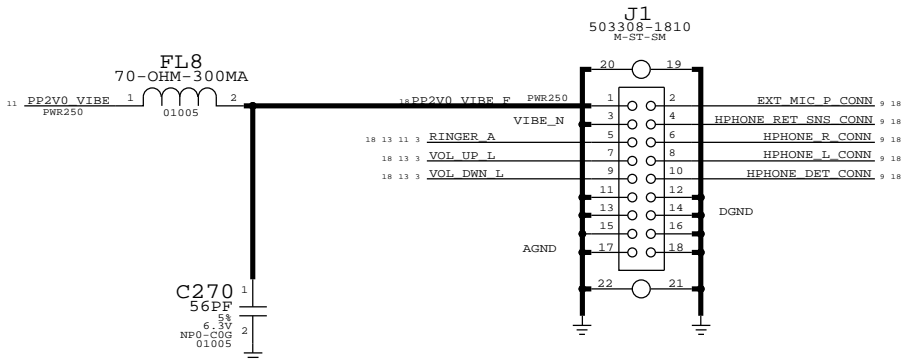 J1
503308-1810
M-ST-SM
FL8
70-OHM-300MA
20 19
11 PP2V0_VIBE 1 2 18 PP2V0_VIBE_F PWR250 1 2 EXT_MIC_P_CONN 9 18
PWR250
01005
VIBE_N 3 4 HPHONE_RET_SNS_CONN 9 18
18 13 11 3 RINGER_A 5 6 HPHONE_R_CONN 9 18
18 13 3 VOL_UP_L 7 8 HPHONE_L_CONN 9 18
18 13 3 VOL_DWN_L 9 10 HPHONE_DET_CONN 9 18
11 12
13 14 DGND
15 16
AGND 17 18
22 21
C270 1
56PF
5%
6.3V 2
NP0-C0G
01005